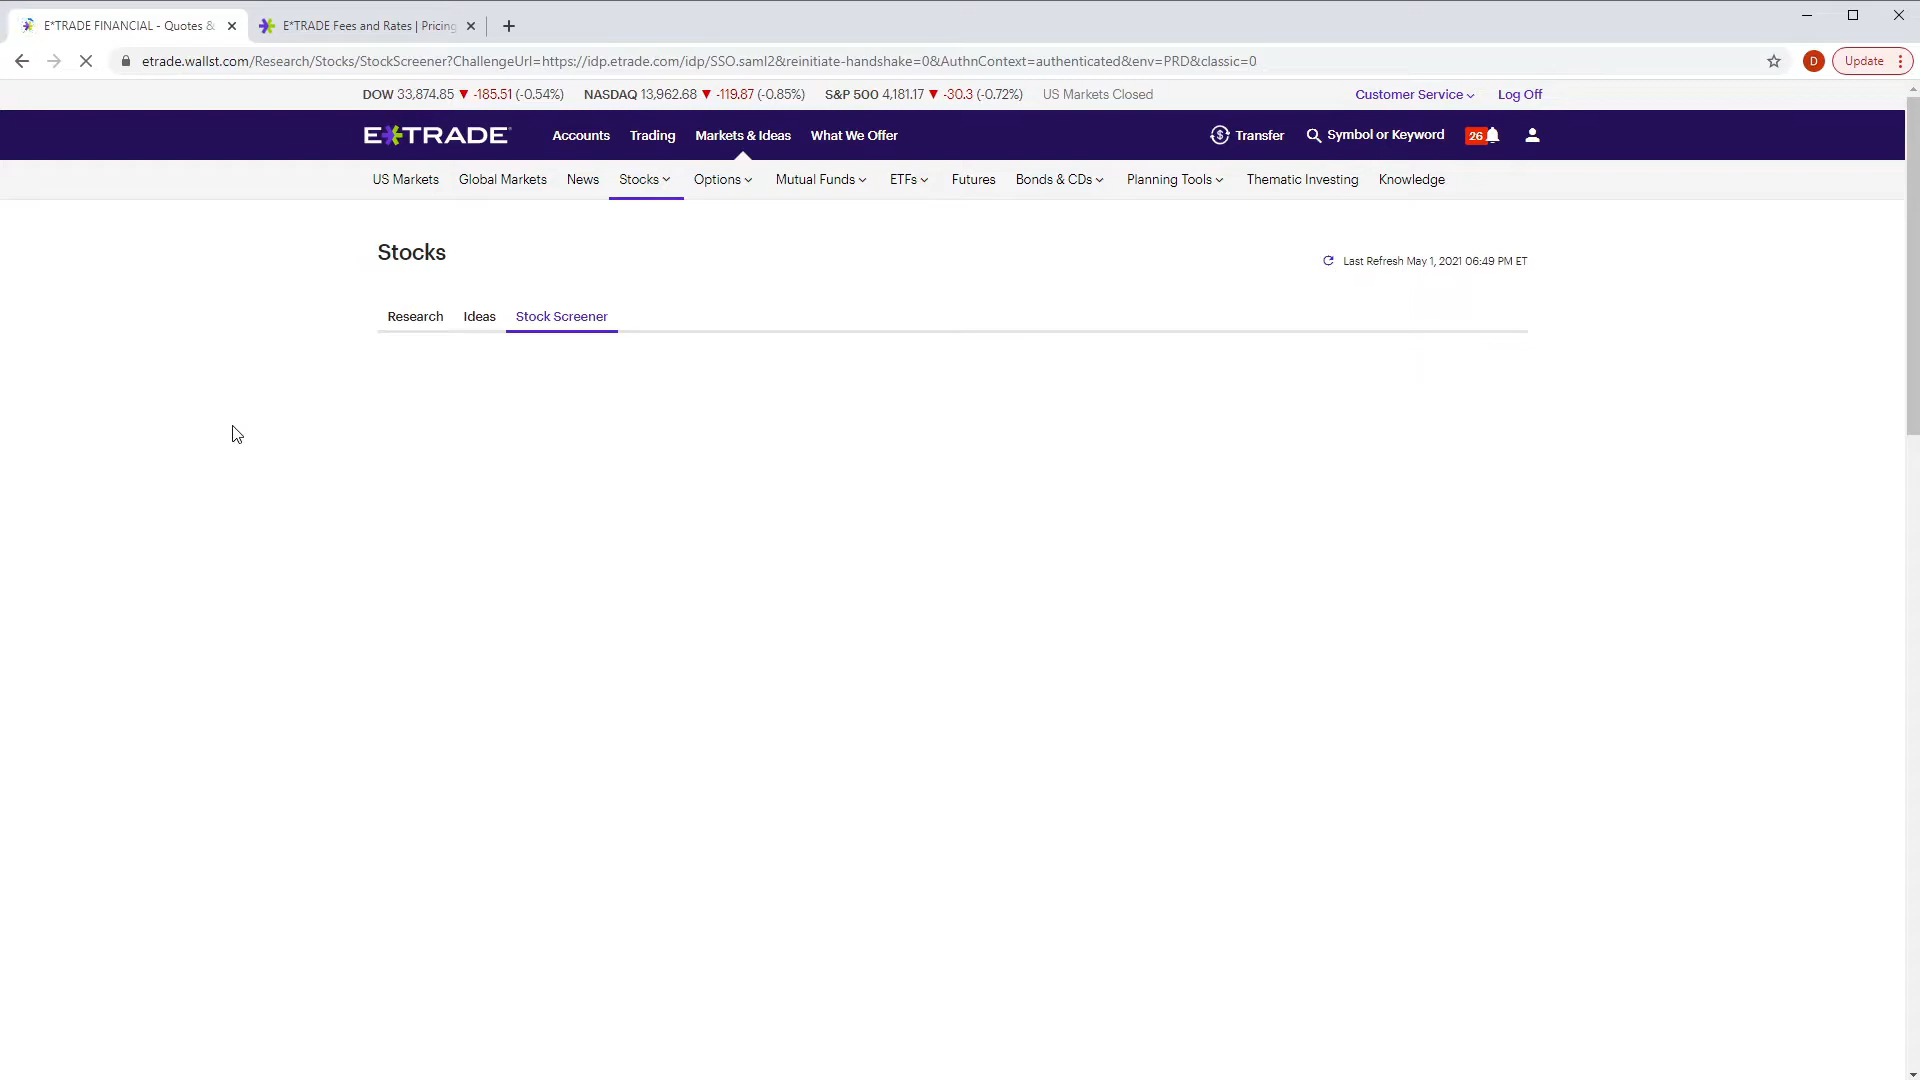 E*TRADE FINANCIAL - Quotes &
E*TRADE Fees and Rates | Pricing
etrade.wallst.com/Research/Stocks/StockScreener?ChallengeUrl=https://idp.etrade.com/idp/SSO.saml2&reinitiate-handshake=0&AuthnContext=authenticated&env=PRD&classic=0
D
Update
DOW 33,874.85 ▼ -185.51 (-0.54%) NASDAQ 13,962.68 ▼ -119.87 (-0.85%) S&P 500 4,181.17 ▼ -30.3 (-0.72%) US Markets Closed Customer Service Log Off
E*TRADE Accounts Trading Markets & Ideas What We Offer Transfer Symbol or Keyword 26
US Markets Global Markets News Stocks Options Mutual Funds ETFs Futures Bonds & CDs Planning Tools Thematic Investing Knowledge
Stocks
Last Refresh May 1, 2021 06:49 PM ET
Research Ideas Stock Screener